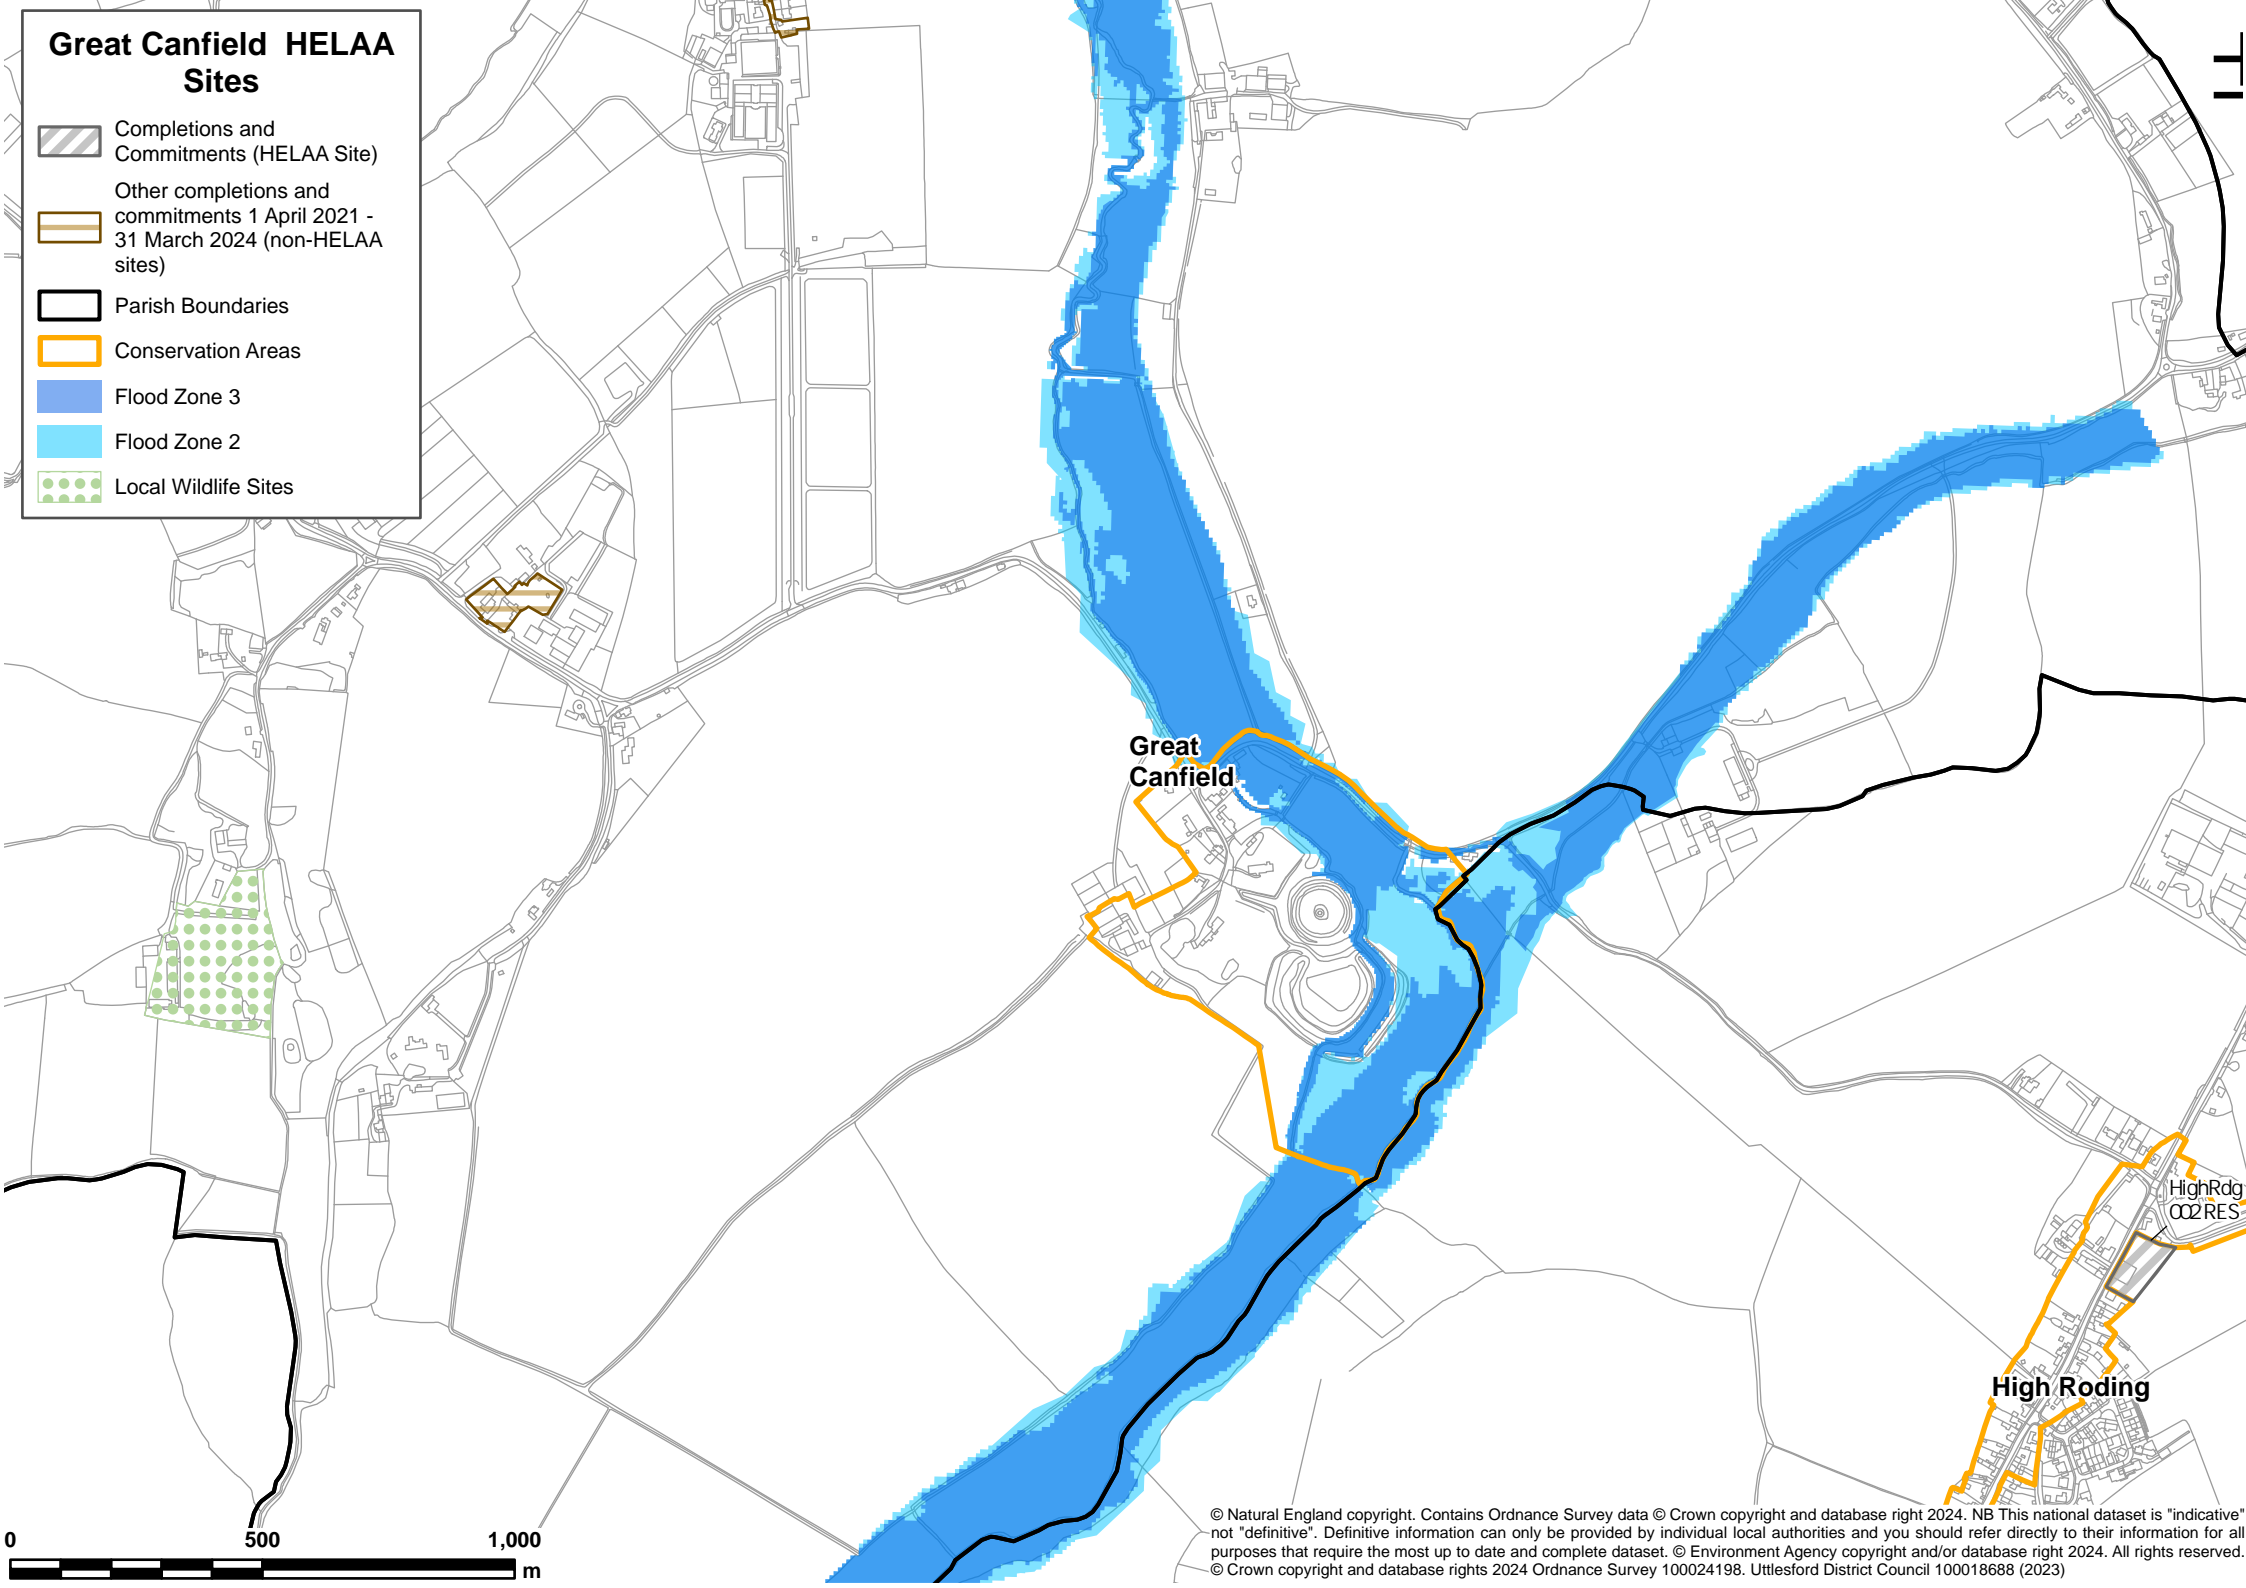 Great Canfield HELAA
Sites
Completions and
Commitments (HELAA Site)
Other completions and
commitments 1 April 2021 -
31 March 2024 (non-HELAA
sites)
Parish Boundaries
Conservation Areas
Flood Zone 3
Flood Zone 2
Local Wildlife Sites
Great
Canfield
HighRdg
002 RES
High Roding
0 500 1,000
m
© Natural England copyright. Contains Ordnance Survey data © Crown copyright and database right 2024. NB This national dataset is "indicative"
not "definitive". Definitive information can only be provided by individual local authorities and you should refer directly to their information for all
purposes that require the most up to date and complete dataset. © Environment Agency copyright and/or database right 2024. All rights reserved.
© Crown copyright and database rights 2024 Ordnance Survey 100024198. Uttlesford District Council 100018688 (2023)